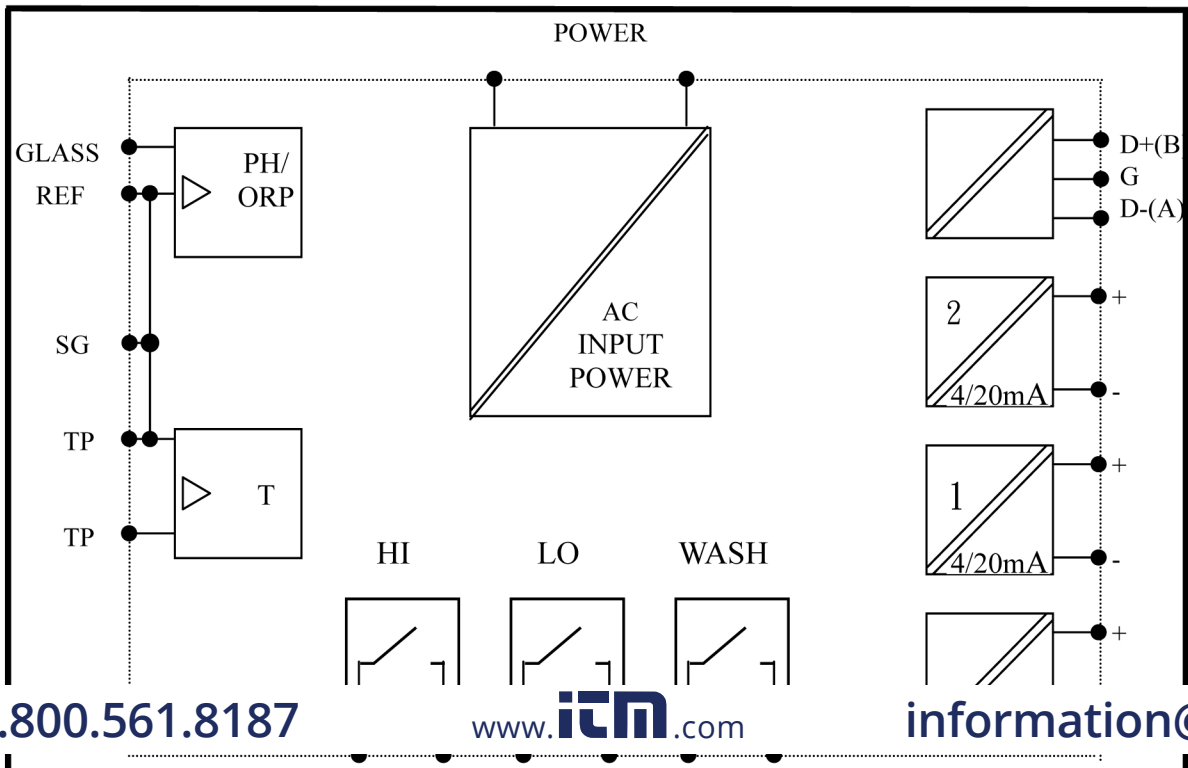 POWER
GLASS
REF
SG
TP
TP
PH/
ORP
T
AC
INPUT
POWER
D+(B
G
D-(A)
2
4/20mA
+
-
1
4/20mA
+
-
+
HI LO WASH
.800.561.8187 www.itm.com information@